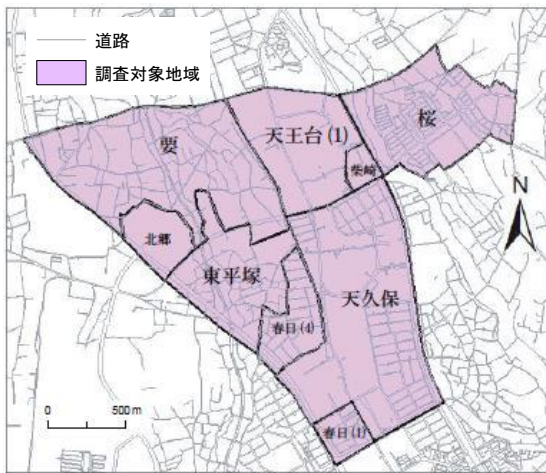 道路
調査対象地域
桜
天王台(1)
要
柴崎
N
北郷
東平塚
天久保
春日(4)
0 500m
春日(1)